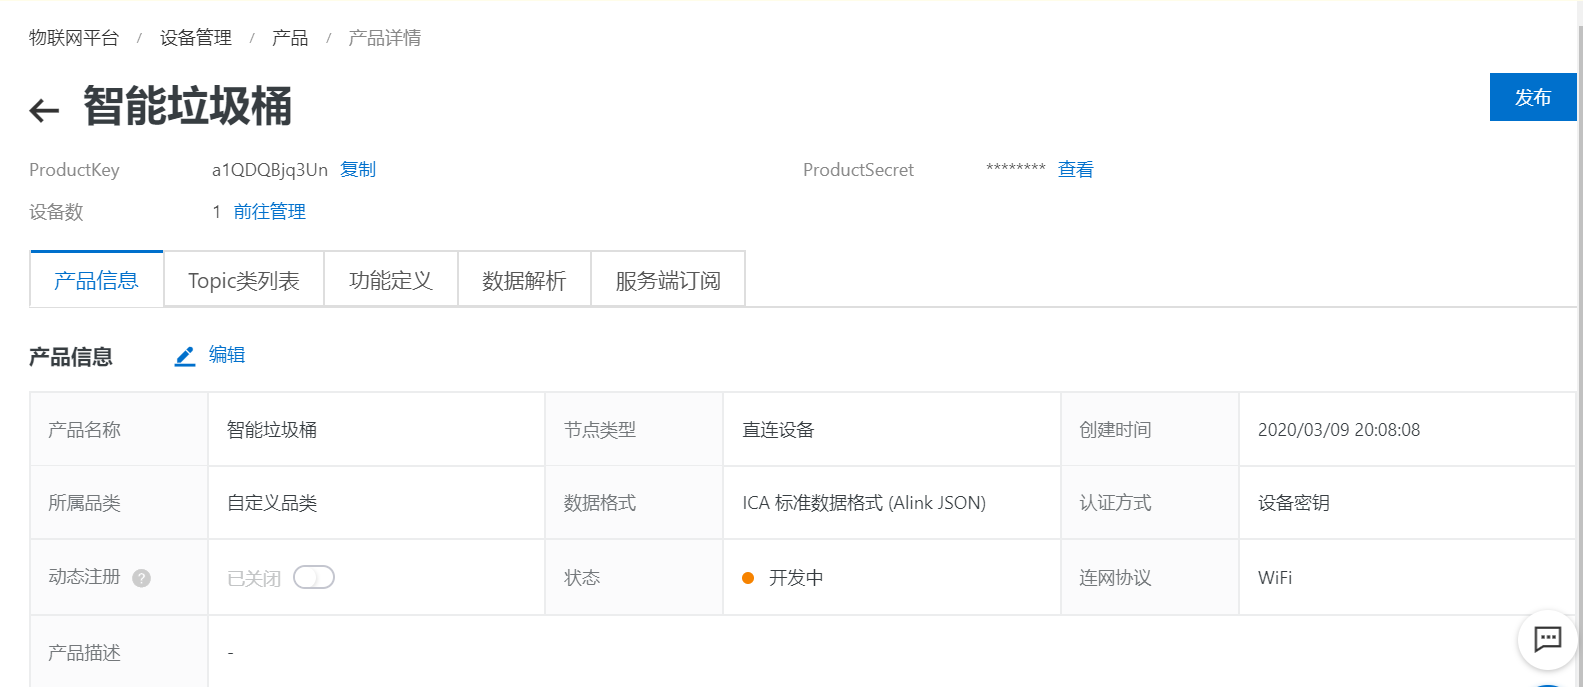 物联网平台 / 设备管理 / 产品 / 产品详情
智能垃圾桶
发布
ProductKey a1QDQBjq3Un 复制 ProductSecret ******** 查看
设备数 1 前往管理
产品信息 Topic类列表 功能定义 数据解析 服务端订阅
产品信息 编辑
产品名称 智能垃圾桶 节点类型 直连设备 创建时间 2020/03/09 20:08:08
所属品类 自定义品类 数据格式 ICA 标准数据格式 (Alink JSON) 认证方式 设备密钥
动态注册 ? 已关闭 状态 开发中 连网协议 WiFi
产品描述 -